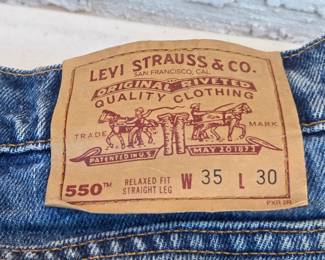 LEVI STRAUSS & CO.
SAN FRANCISCO, CAL.
ORIGINAL RIVETED
QUALITY CLOTHING
TRADE MARK
PATENTED IN U.S. MAY 20 1873
550™ RELAXED FIT STRAIGHT LEG W 35 L 30